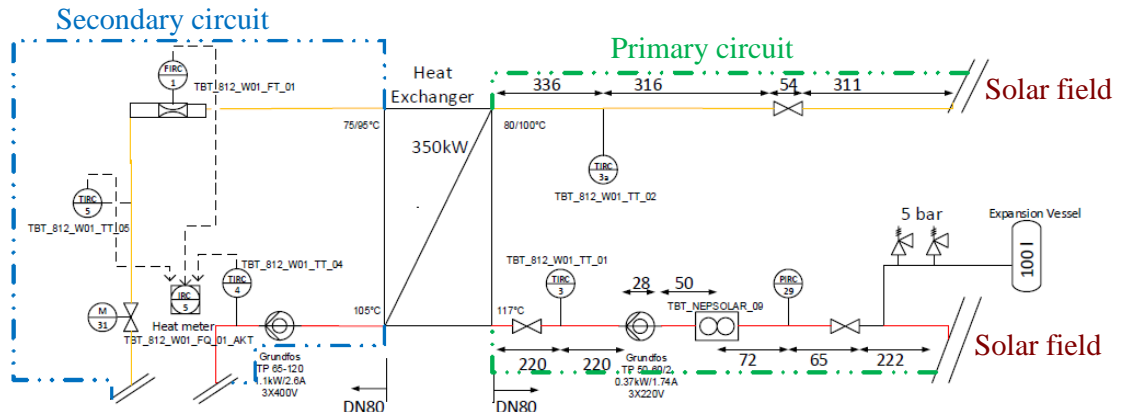 Secondary circuit
Primary circuit
Heat
Exchanger
FIRC
1
TBT_812_W01_FT_01
336
316
54
311
Solar field
75/95°C
80/100°C
350kW
TIRC
3a
TBT_812_W01_TT_02
TIRC
5
TBT_812_W01_TT_05
5 bar
Expansion Vessel
100 l
TBT_812_W01_TT_04
TIRC
4
TBT_812_W01_TT_01
TIRC
3
28
50
TBT_NEPSOLAR_09
PIRC
29
IRC
5
M
31
Heat meter
TBT_812_W01_FQ_01_AKT
105°C
117°C
Grundfos
TP 65-120
1.1kW/2.6A
3X400V
220
220
Grundfos
TP 50-60/2
0.37kW/1.74A
3X220V
72
65
222
Solar field
DN80
DN80